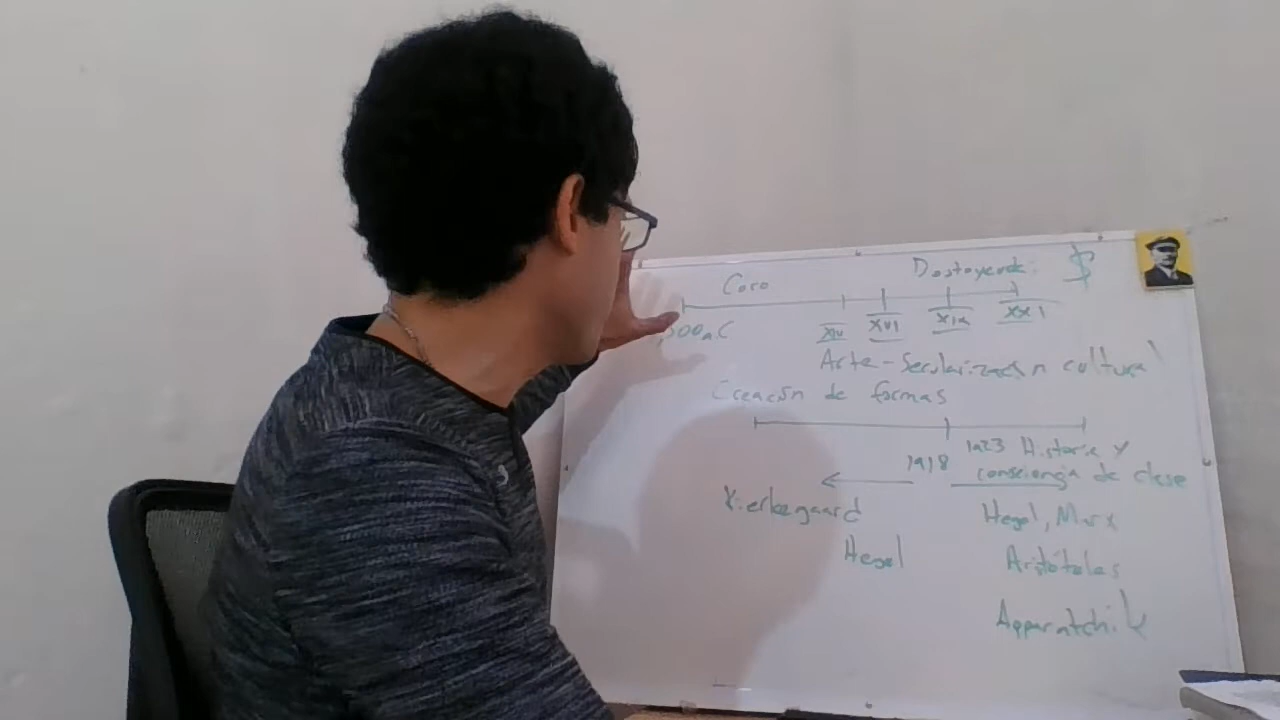 Coro Dostoyevski $
500 a.C XIV XVI XIX XXI
Arte - Secularización cultural
Creación de formas
1918 1923 Historia y
consciencia de clase
Kierkegaard Hegel, Marx
Hegel Aristóteles
Apparatchik